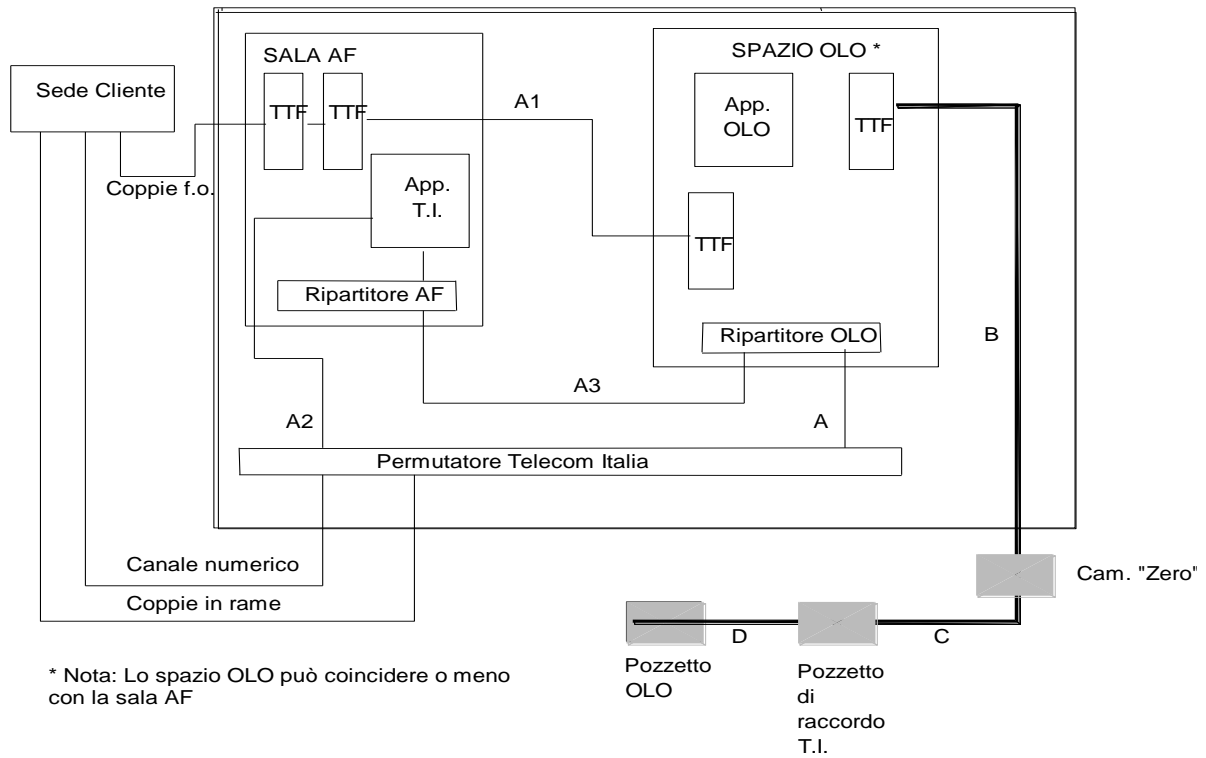 SALA AF
SPAZIO OLO *
Sede Cliente
TTF
TTF
A1
App.
OLO
TTF
Coppie f.o.
App.
T.I.
TTF
Ripartitore AF
Ripartitore OLO
B
A3
A2
A
Permutatore Telecom Italia
Canale numerico
Cam. "Zero"
Coppie in rame
D
C
Pozzetto
OLO
Pozzetto
di
raccordo
T.I.
* Nota: Lo spazio OLO può coincidere o meno
con la sala AF